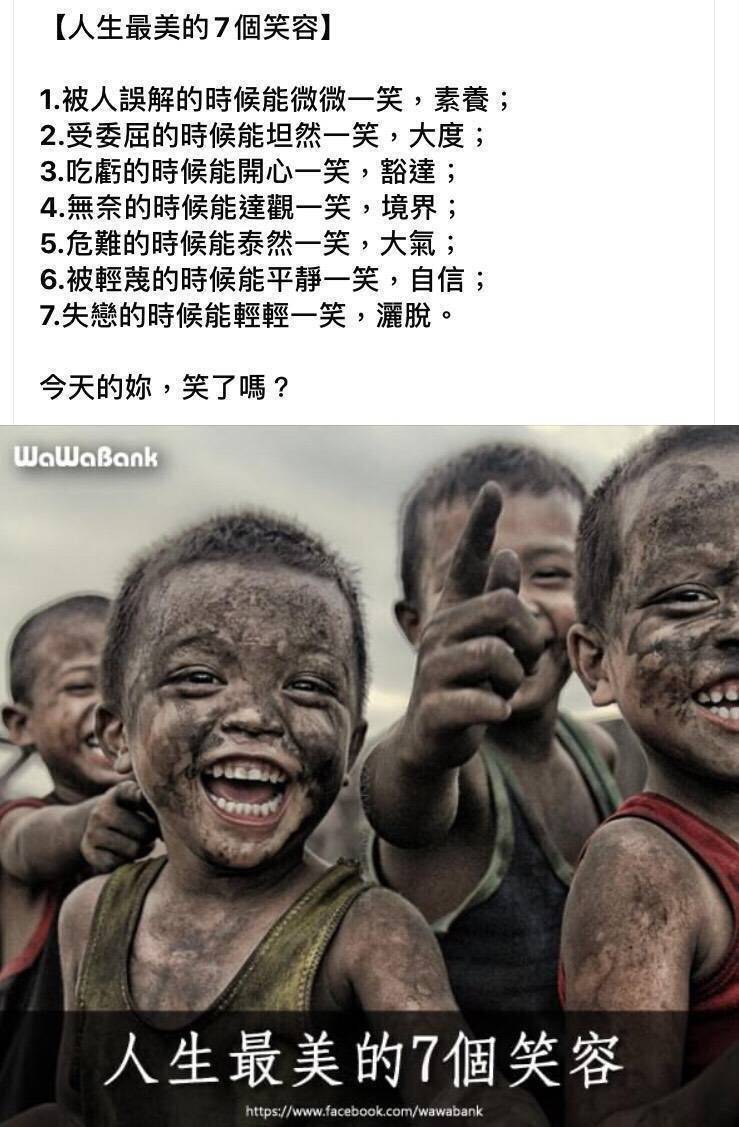 【人生最美的7個笑容】
1.被人誤解的時候能微微一笑，素養；
2.受委屈的時候能坦然一笑，大度；
3.吃虧的時候能開心一笑，豁達；
4.無奈的時候能達觀一笑，境界；
5.危難的時候能泰然一笑，大氣；
6.被輕蔑的時候能平靜一笑，自信；
7.失戀的時候能輕輕一笑，灑脫。
今天的妳，笑了嗎？
WaWaBank
人生最美的7個笑容
https://www.facebook.com/wawabank